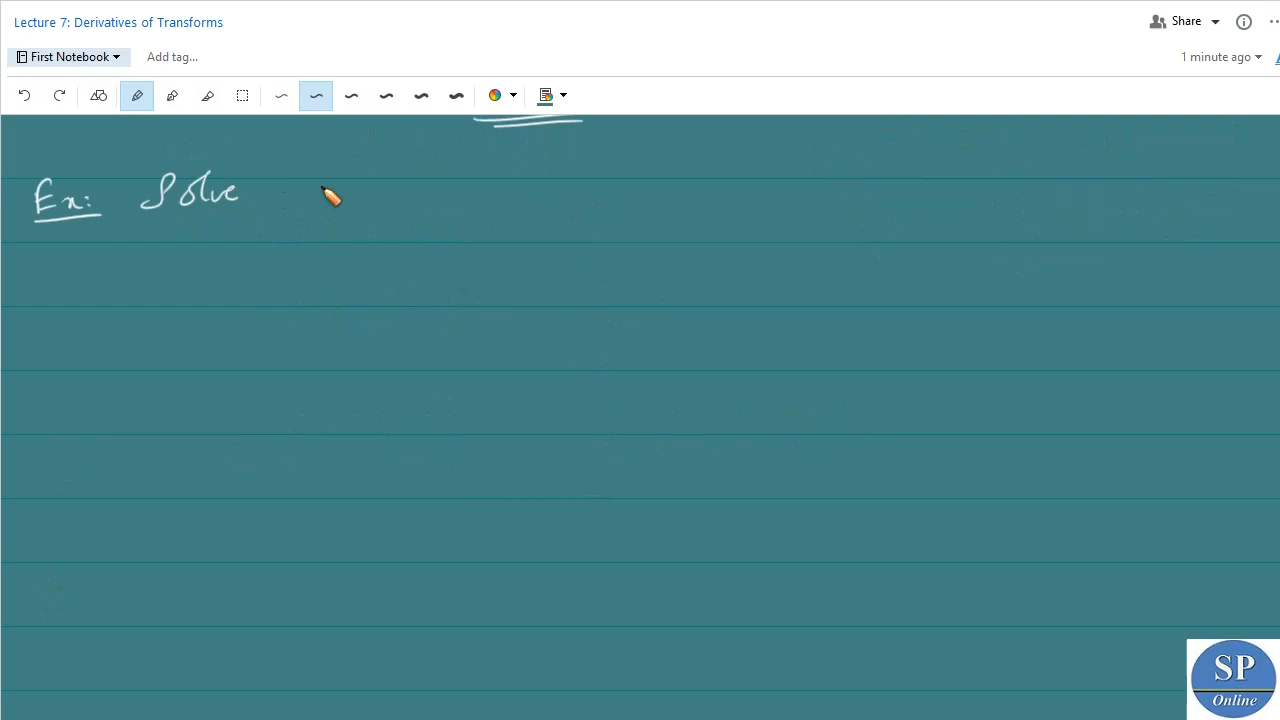 Lecture 7: Derivatives of Transforms
Share
First Notebook
Add tag...
1 minute ago
Ex: Solve
SP
Online